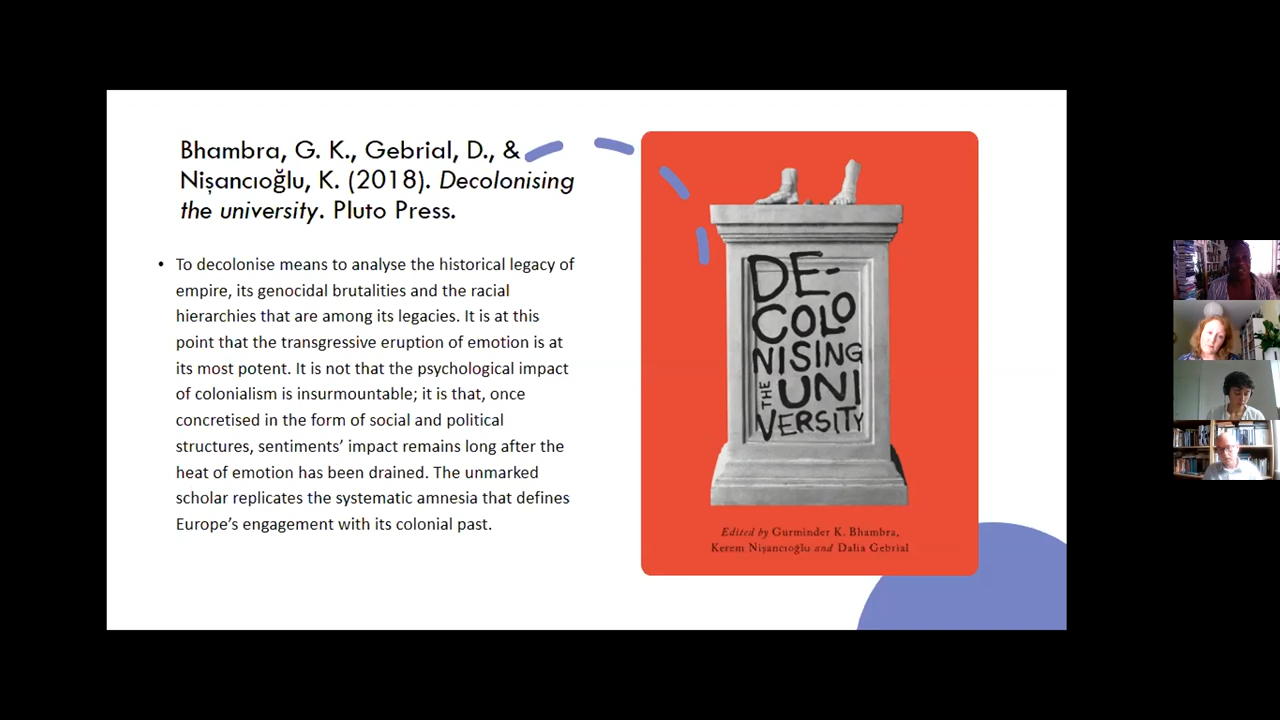 Bhambra, G. K., Gebrial, D., &
Nişancıoğlu, K. (2018). Decolonising
the university. Pluto Press.
• To decolonise means to analyse the historical legacy of
empire, its genocidal brutalities and the racial
hierarchies that are among its legacies. It is at this
point that the transgressive eruption of emotion is at
its most potent. It is not that the psychological impact
of colonialism is insurmountable; it is that, once
concretised in the form of social and political
structures, sentiments’ impact remains long after the
heat of emotion has been drained. The unmarked
scholar replicates the systematic amnesia that defines
Europe’s engagement with its colonial past.
DE-
COLO
NISING
THE UNI
VERSITY
Edited by Gurminder K. Bhambra,
Kerem Nişancıoğlu and Dalia Gebrial